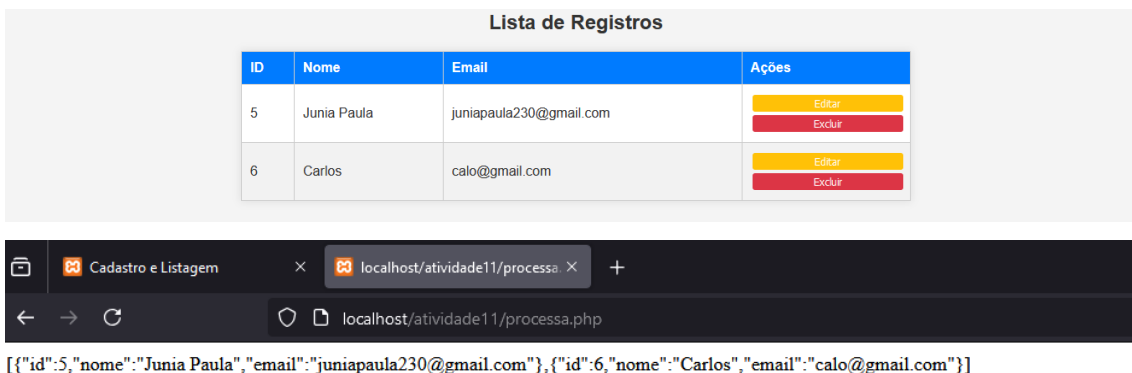 Lista de Registros
ID Nome Email Ações
5 Junia Paula juniapaula230@gmail.com Editar
Excluir
6 Carlos calo@gmail.com Editar
Excluir
Cadastro e Listagem localhost/atividade11/processa.
localhost/atividade11/processa.php
[{"id":5,"nome":"Junia Paula","email":"juniapaula230@gmail.com"},{"id":6,"nome":"Carlos","email":"calo@gmail.com"}]